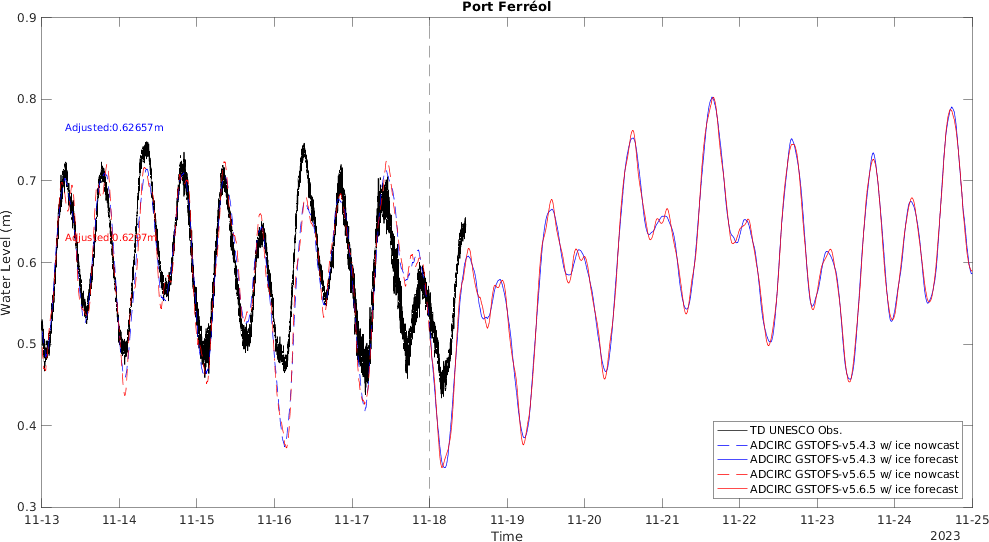 Port Ferréol
0.9
0.8
0.7
0.6
0.5
0.4
0.3
Water Level (m)
Adjusted:0.62657m
Adjusted:0.6297m
TD UNESCO Obs.
ADCIRC GSTOFS-v5.4.3 w/ ice nowcast
ADCIRC GSTOFS-v5.4.3 w/ ice forecast
ADCIRC GSTOFS-v5.6.5 w/ ice nowcast
ADCIRC GSTOFS-v5.6.5 w/ ice forecast
11-13 11-14 11-15 11-16 11-17 11-18 11-19 11-20 11-21 11-22 11-23 11-24 11-25
Time
2023